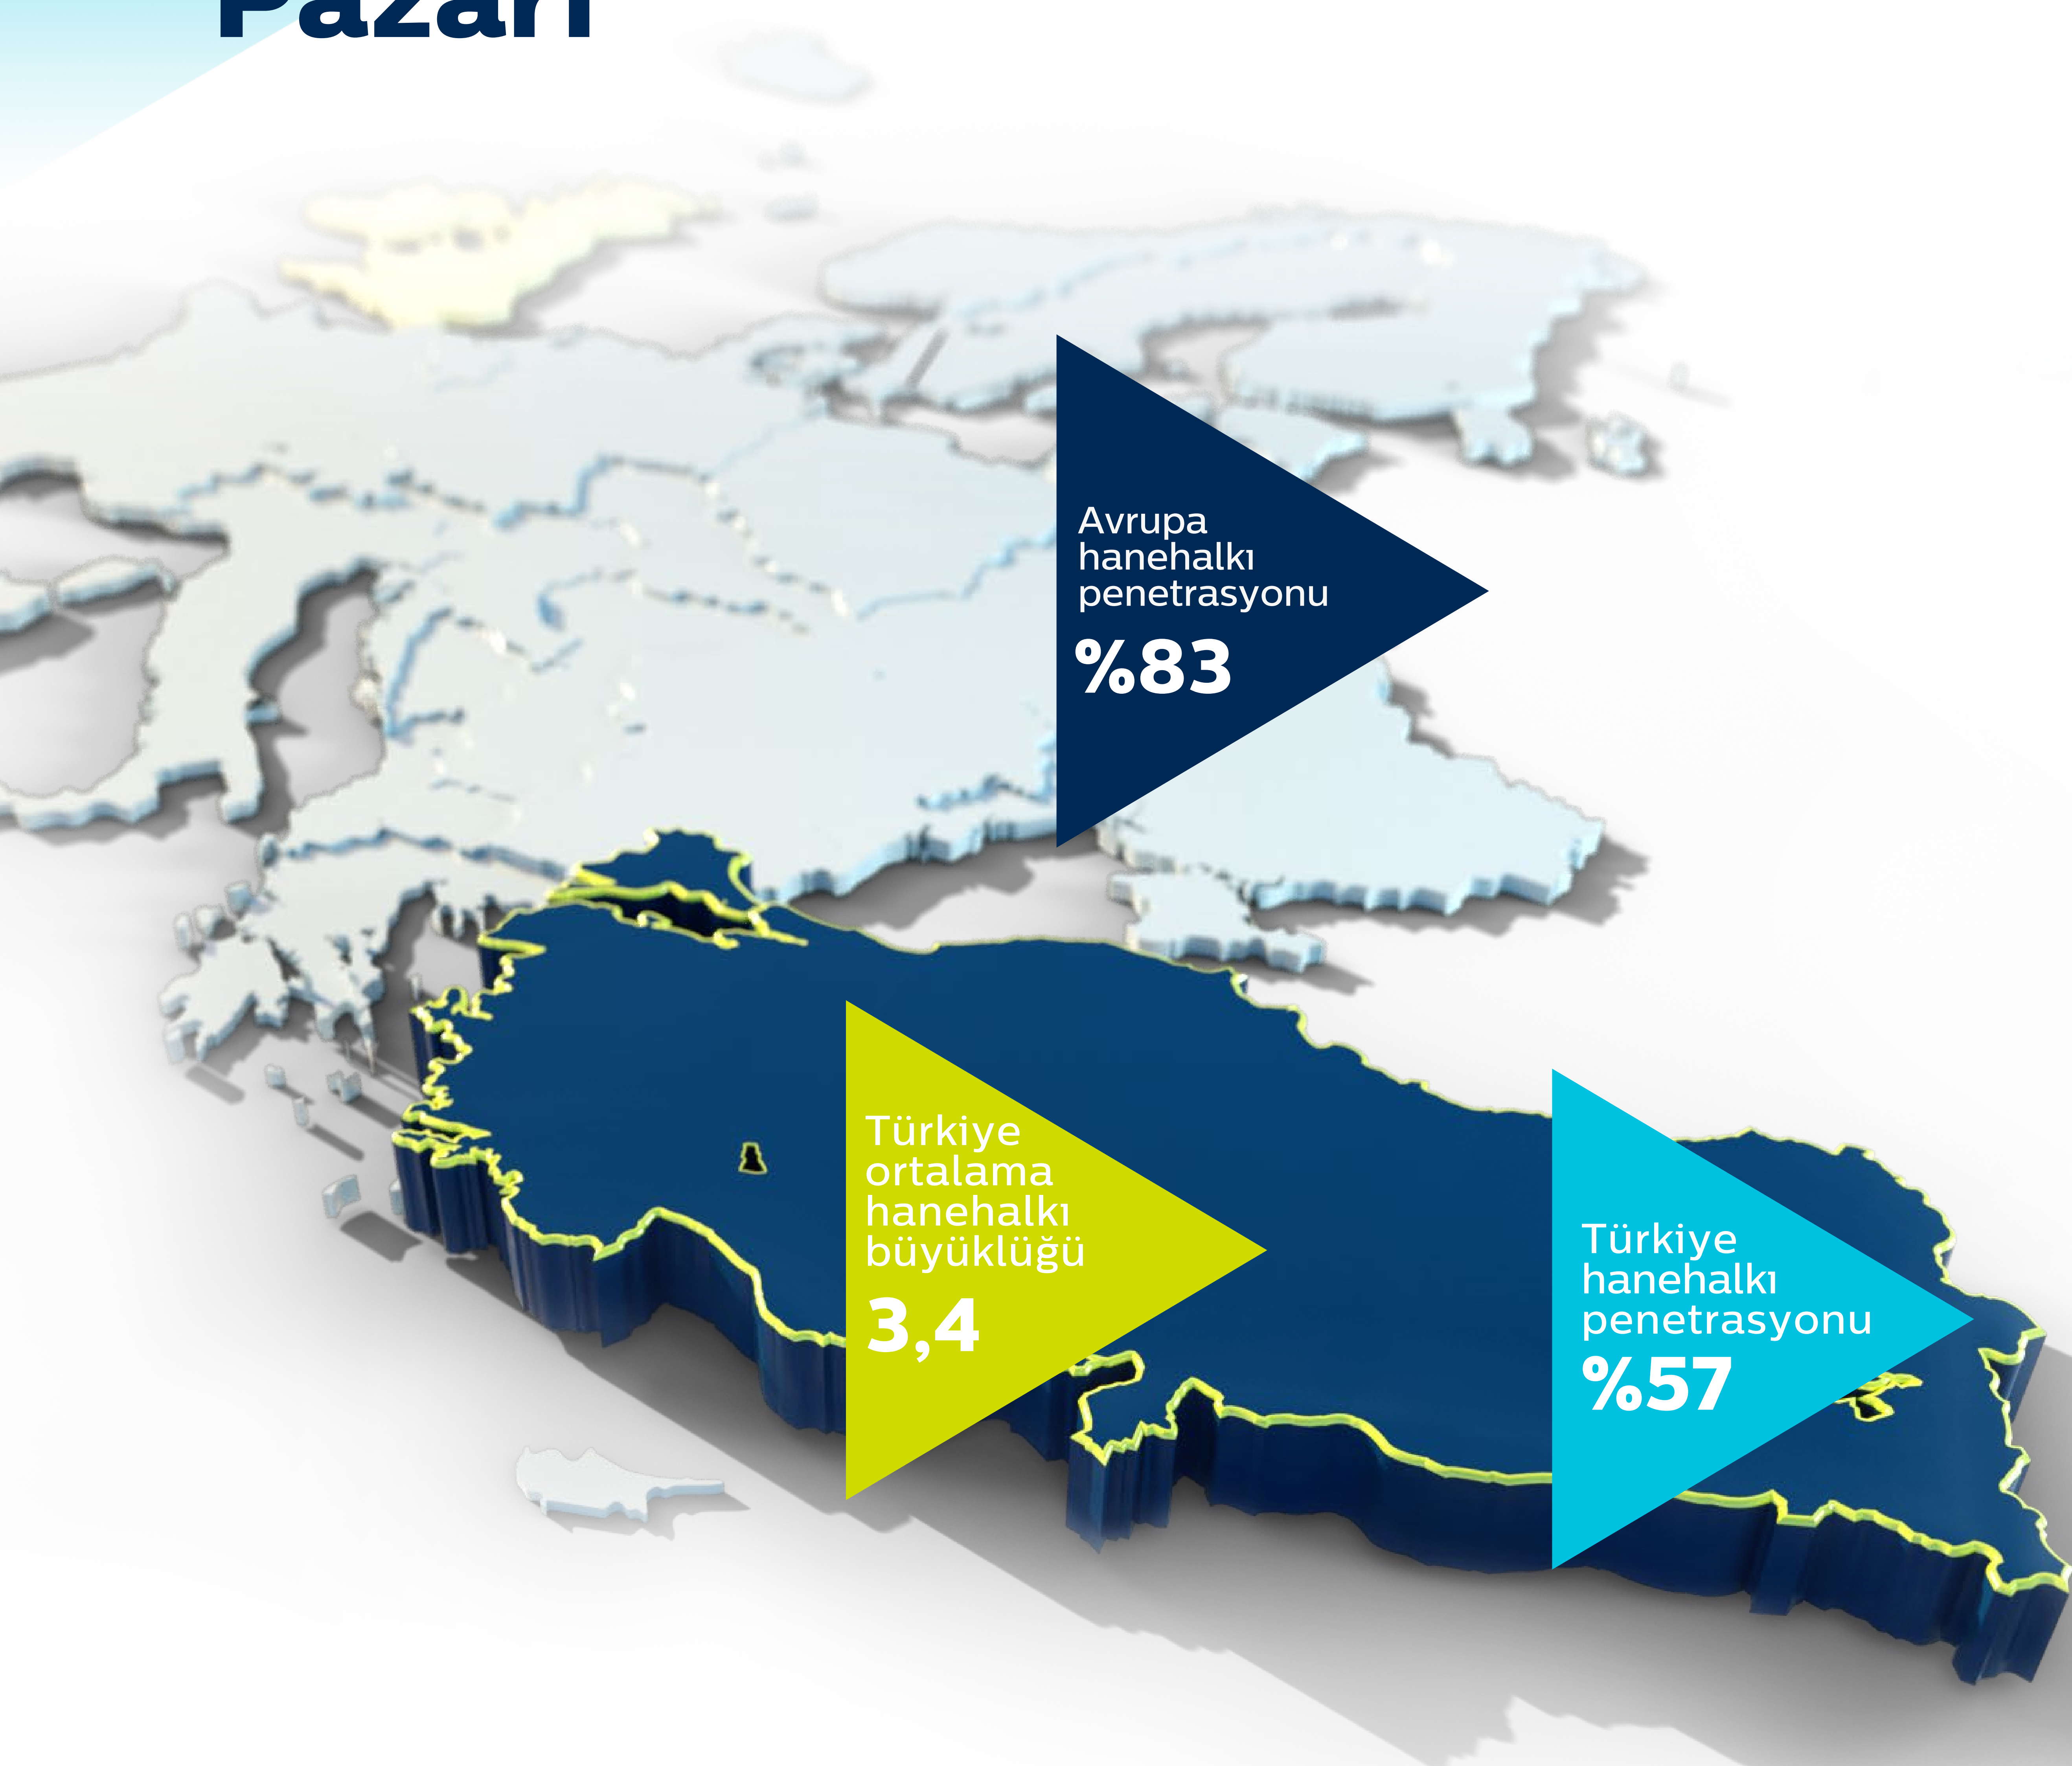 Pazarı
Avrupa
hanehalkı
penetrasyonu
%83
Türkiye
ortalama
hanehalkı
büyüklüğü
3,4
Türkiye
hanehalkı
penetrasyonu
%57